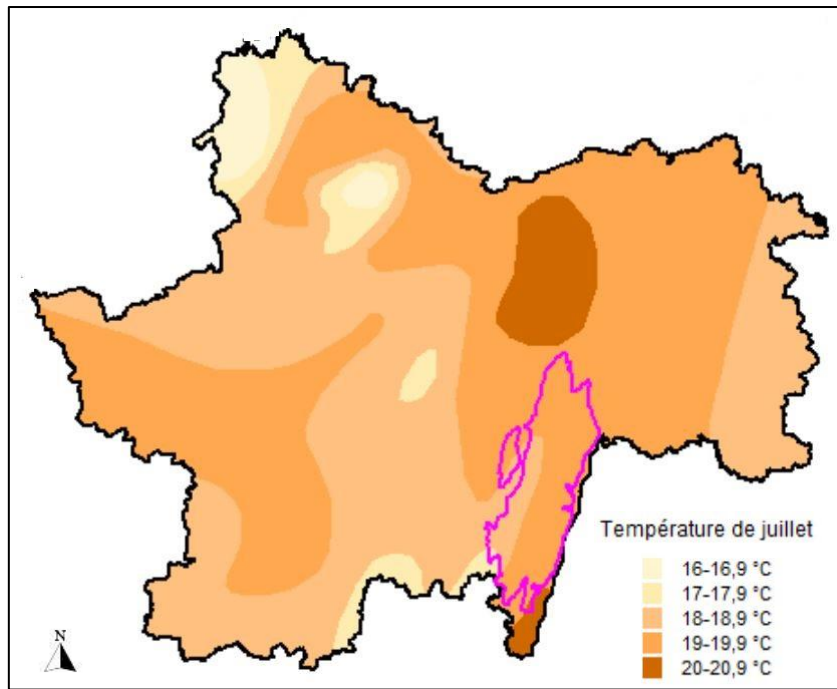 Température de juillet
16-16,9 °C
17-17,9 °C
18-18,9 °C
19-19,9 °C
20-20,9 °C
N